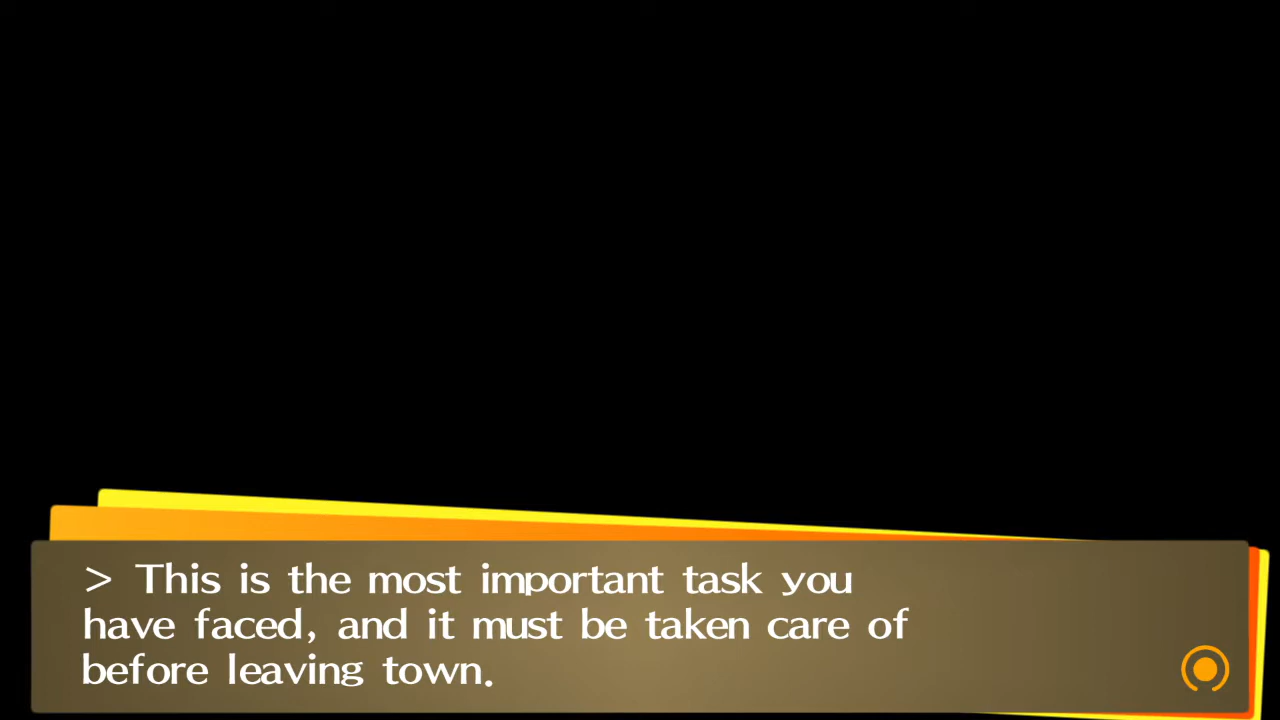 > This is the most important task you
have faced, and it must be taken care of
before leaving town.